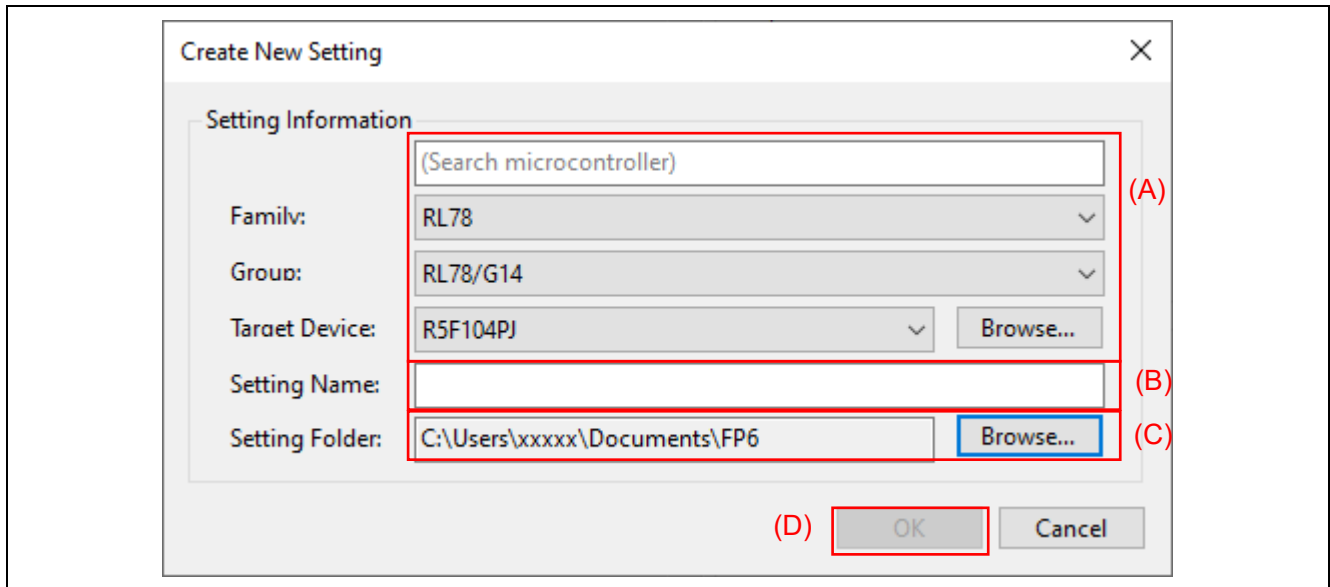 Create New Setting
Setting Information
(Search microcontroller)
(A)
Family: RL78
Group: RL78/G14
Target Device: R5F104PJ Browse...
Setting Name: (B)
Setting Folder: C:\Users\xxxxx\Documents\FP6 Browse... (C)
(D) OK Cancel